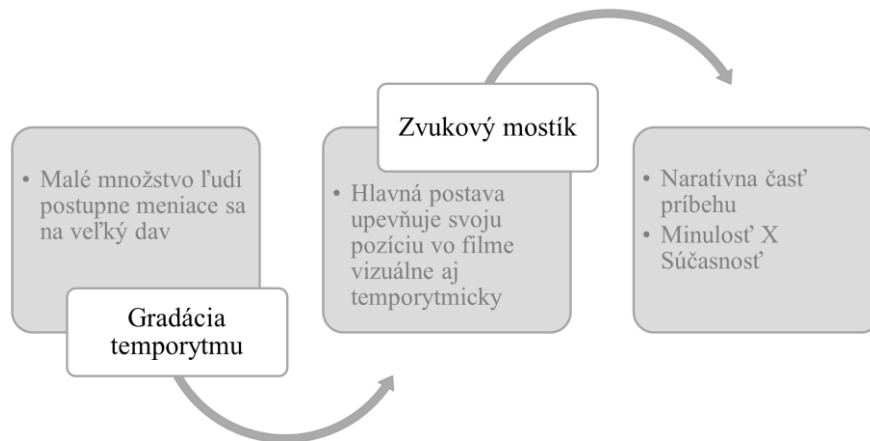 • Malé množstvo ľudí
postupne meniace sa
na veľký dav
Gradácia
temporytmu
Zvukový mostík
• Hlavná postava
upevňuje svoju
pozíciu vo filme
vizuálne aj
temporytmicky
• Naratívna časť
príbehu
• Minulosť X
Súčasnosť